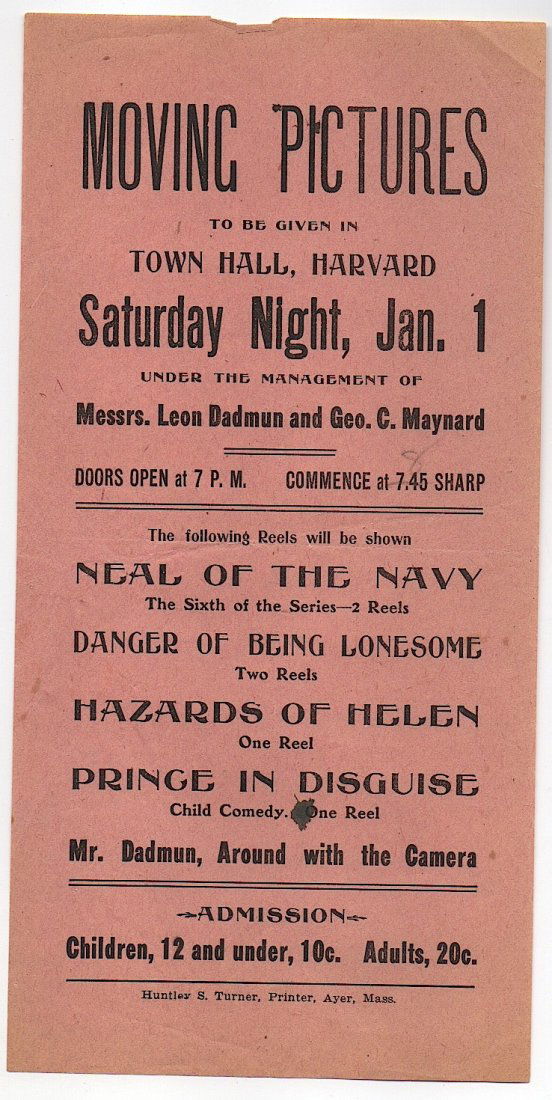 MOVING PICTURES
TO BE GIVEN IN
TOWN HALL, HARVARD
Saturday Night, Jan. 1
UNDER THE MANAGEMENT OF
Messrs. Leon Dadmun and Geo. C. Maynard
DOORS OPEN at 7 P. M. COMMENCE at 7.45 SHARP
8
The following Reels will be shown
NEAL OF THE NAVY
The Sixth of the Series—2 Reels
DANGER OF BEING LONESOME
Two Reels
HAZARDS OF HELEN
One Reel
PRINCE IN DISGUISE
Child Comedy. One Reel
Mr. Dadmun, Around with the Camera
ADMISSION
Children, 12 and under, 10c. Adults, 20c.
Huntley S. Turner, Printer, Ayer, Mass.